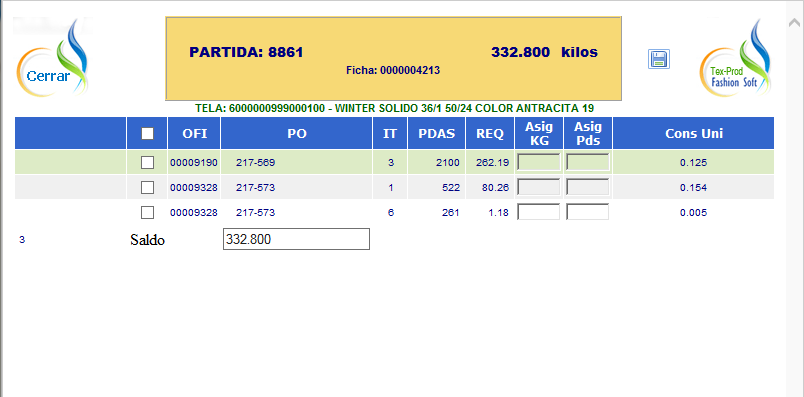 Cerrar
PARTIDA: 8861 332.800 kilos
Ficha: 0000004213
Tex-Prod
Fashion Soft
TELA: 6000000999000100 - WINTER SOLIDO 36/1 50/24 COLOR ANTRACITA 19
OFI PO IT PDAS REQ Asig KG Asig Pds Cons Uni
00009190 217-569 3 2100 262.19 0.125
00009328 217-573 1 522 80.26 0.154
00009328 217-573 6 261 1.18 0.005
3 Saldo 332.800